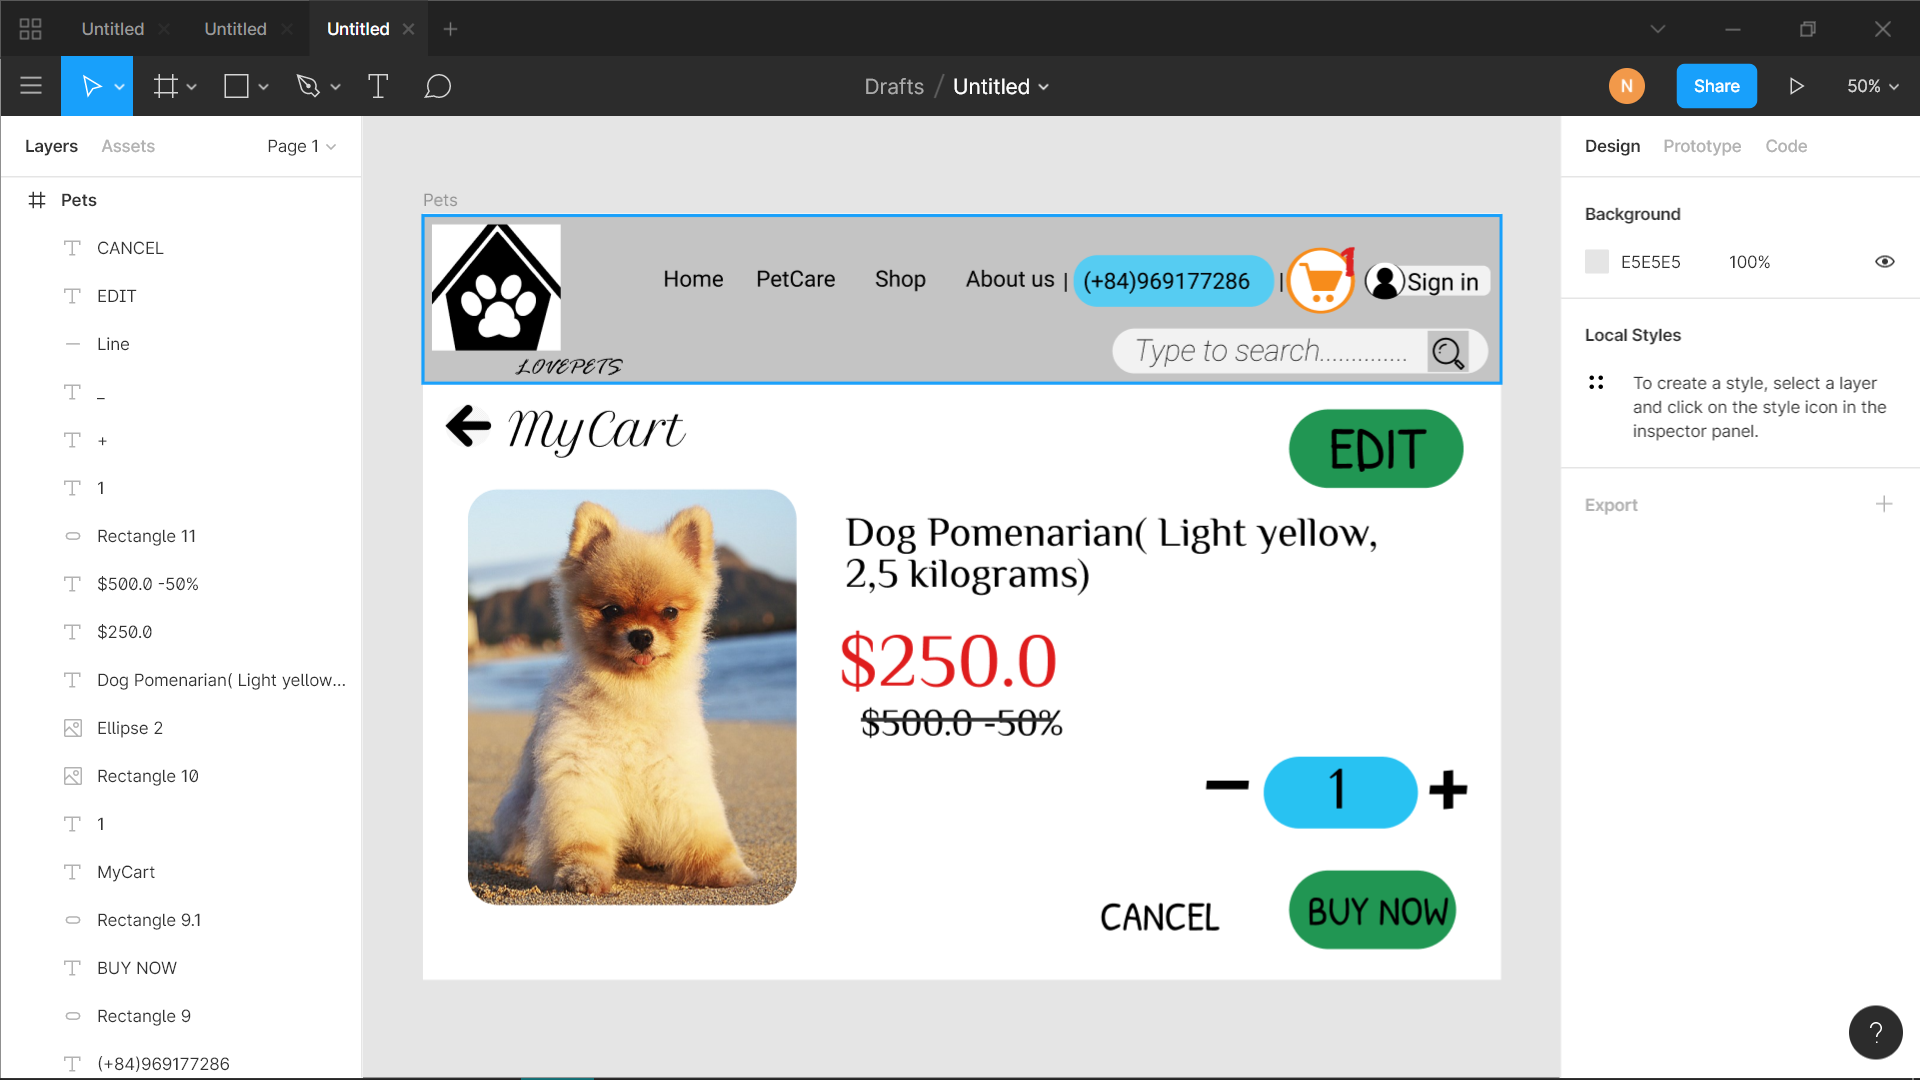 Untitled
Untitled
Untitled
Drafts / Untitled
N
Share
50%
Layers
Assets
Page 1
Pets
CANCEL
EDIT
Line
_
+
1
Rectangle 11
$500.0 -50%
$250.0
Dog Pomenarian( Light yellow...
Ellipse 2
Rectangle 10
1
MyCart
Rectangle 9.1
BUY NOW
Rectangle 9
(+84)969177286
Pets
LOVEPETS
Home
PetCare
Shop
About us | (+84)969177286 |
1
Sign in
Type to search.............
MyCart
EDIT
Dog Pomenarian( Light yellow,
2,5 kilograms)
$250.0
$500.0 -50%
1
+
CANCEL
BUY NOW
Design
Prototype
Code
Background
E5E5E5
100%
Local Styles
To create a style, select a layer
and click on the style icon in the
inspector panel.
Export
?